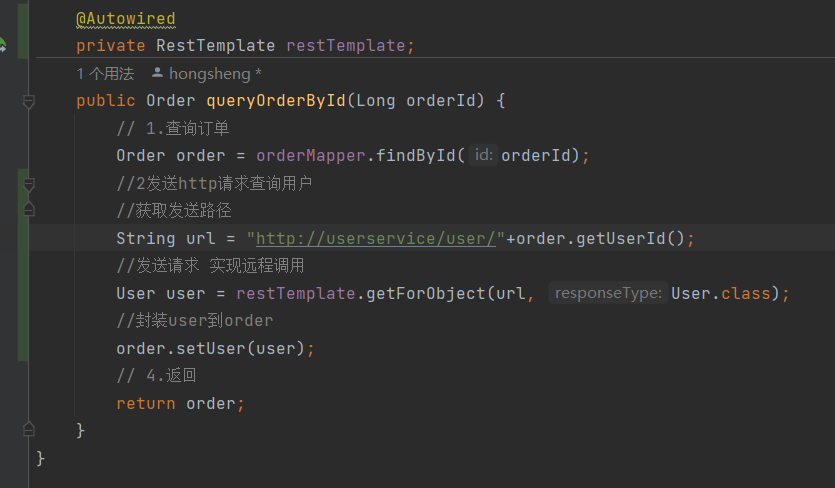 @Autowired
private RestTemplate restTemplate;
1 个用法 hongsheng *
public Order queryOrderById(Long orderId) {
// 1.查询订单
Order order = orderMapper.findById( id: orderId);
//2发送http请求查询用户
//获取发送路径
String url = "http://userservice/user/"+order.getUserId();
//发送请求 实现远程调用
User user = restTemplate.getForObject(url, responseType: User.class);
//封装user到order
order.setUser(user);
// 4.返回
return order;
}
}